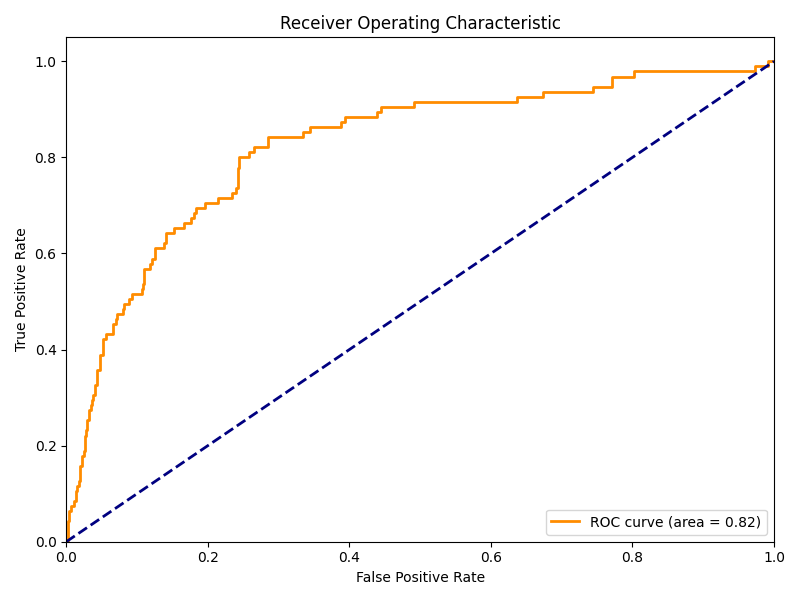 Receiver Operating Characteristic
True Positive Rate
1.0
0.8
0.6
0.4
0.2
0.0
ROC curve (area = 0.82)
0.0 0.2 0.4 0.6 0.8 1.0
False Positive Rate